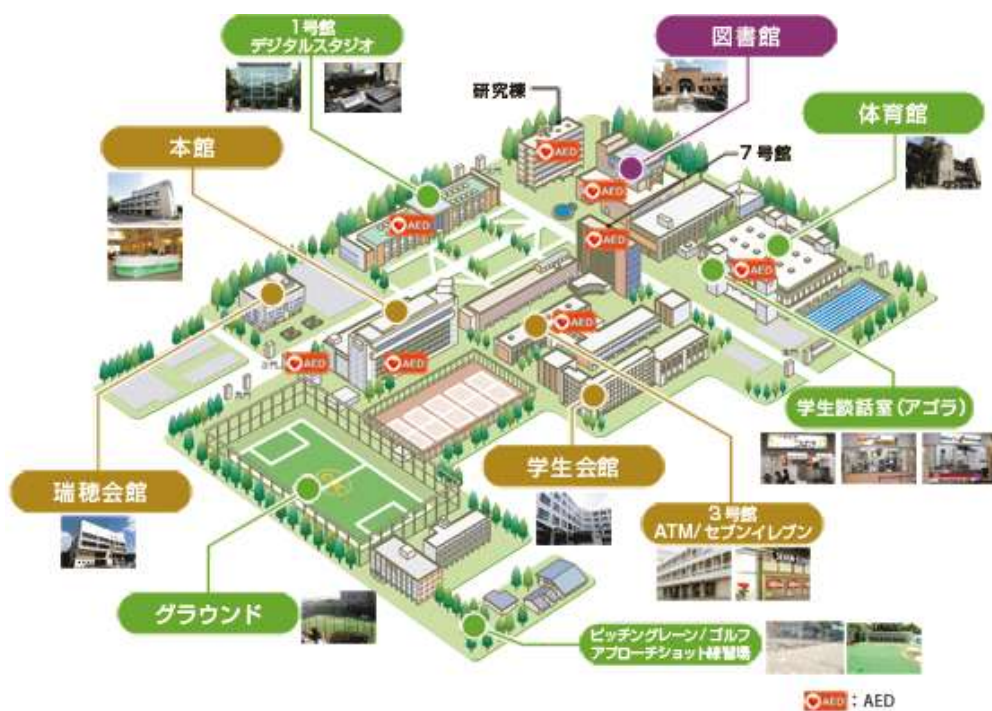 1号館
デジタルスタジオ
図書館
研究棟
体育館
本館
7号館
AED
AED
AED
AED
AED
AED
AED
AED
学生談話室(アゴラ)
学生会館
瑞穂会館
3号館
ATM/セブンイレブン
グラウンド
ピッチングレーン/ゴルフ
アプローチショット練習場
AED:AED